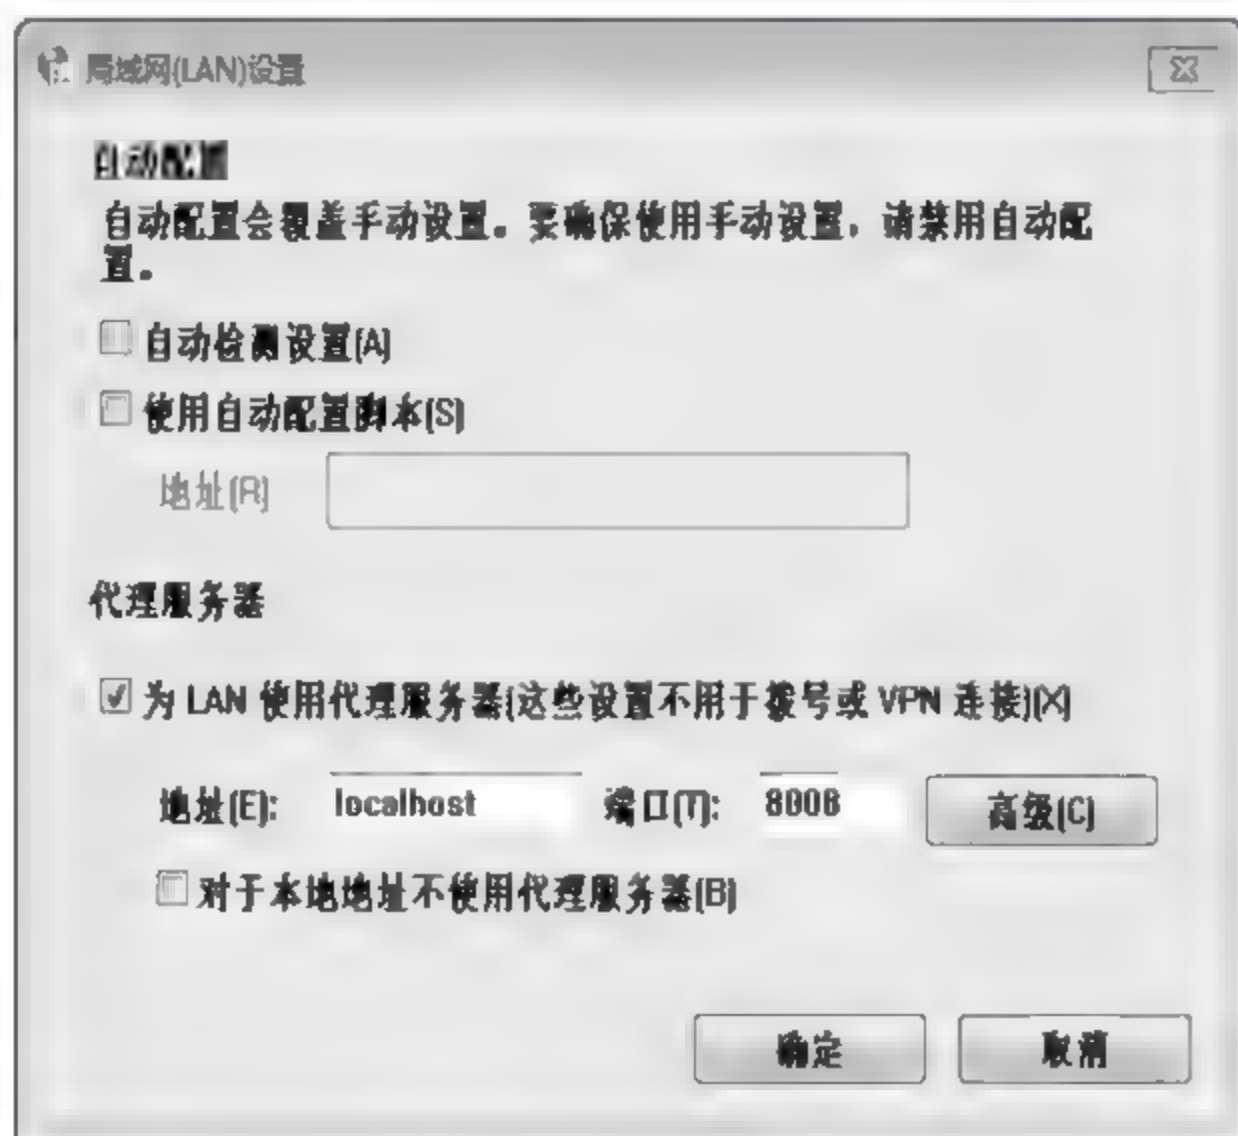 局域网(LAN)设置
自动配置
自动配置会覆盖手动设置。要确保使用手动设置，请禁用自动配
置。
自动检测设置(A)
使用自动配置脚本(S)
地址(R)
代理服务器
为 LAN 使用代理服务器(这些设置不用于拨号或 VPN 连接)(X)
地址(E): localhost 端口(T): 8008 高级(C)
对于本地地址不使用代理服务器(B)
确定 取消